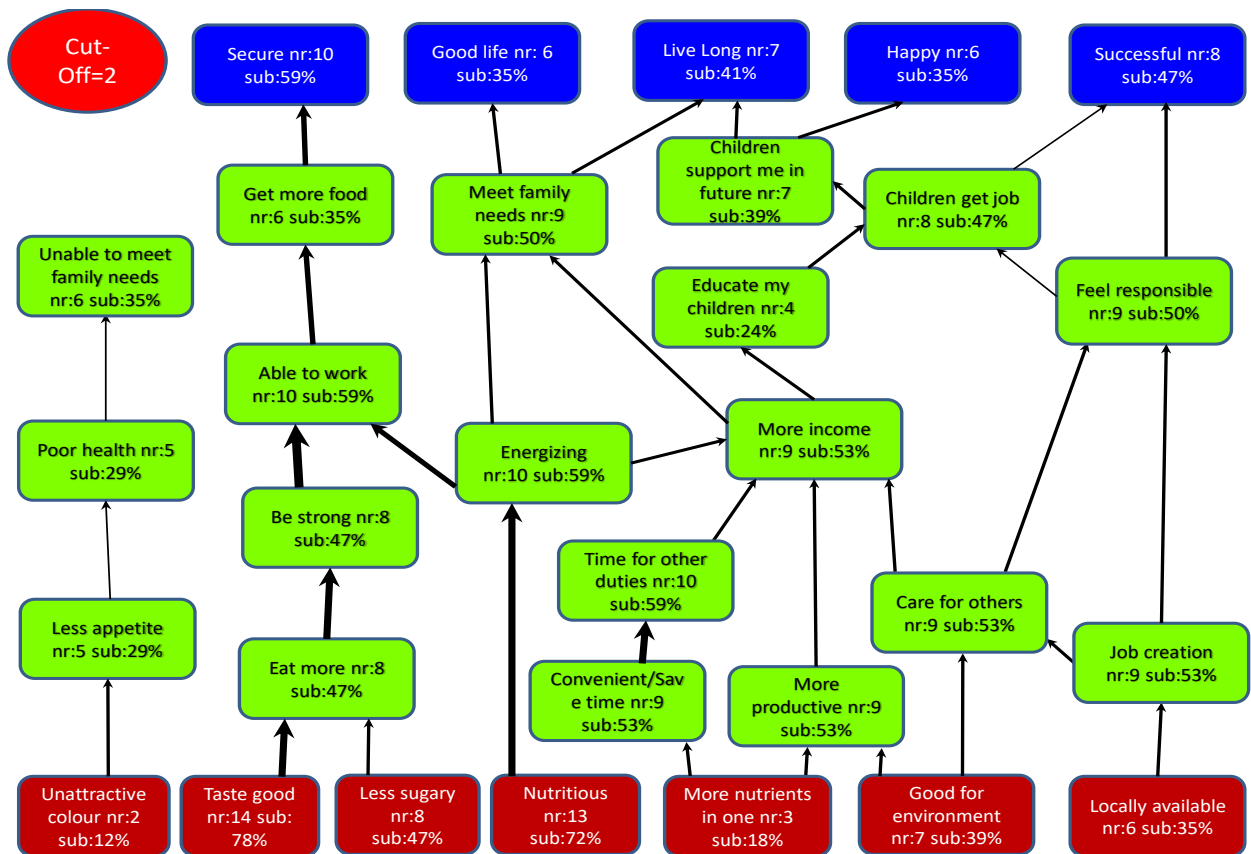 Cut-
Off=2
Secure nr:10
sub:59%
Good life nr: 6
sub:35%
Live Long nr:7
sub:41%
Happy nr:6
sub:35%
Successful nr:8
sub:47%
Get more food
nr:6 sub:35%
Meet family
needs nr:9
sub:50%
Children
support me in
future nr:7
sub:39%
Children get job
nr:8 sub:47%
Unable to meet
family needs
nr:6 sub:35%
Educate my
children nr:4
sub:24%
Feel responsible
nr:9 sub:50%
Able to work
nr:10 sub:59%
Poor health nr:5
sub:29%
Energizing
nr:10 sub:59%
More income
nr:9 sub:53%
Be strong nr:8
sub:47%
Time for other
duties nr:10
sub:59%
Less appetite
nr:5 sub:29%
Care for others
nr:9 sub:53%
Eat more nr:8
sub:47%
Convenient/Sav
e time nr:9
sub:53%
More
productive nr:9
sub:53%
Job creation
nr:9 sub:53%
Unattractive
colour nr:2
sub:12%
Taste good
nr:14 sub:
78%
Less sugary
nr:8
sub:47%
Nutritious
nr:13
sub:72%
More nutrients
in one nr:3
sub:18%
Good for
environment
nr:7 sub:39%
Locally available
nr:6 sub:35%